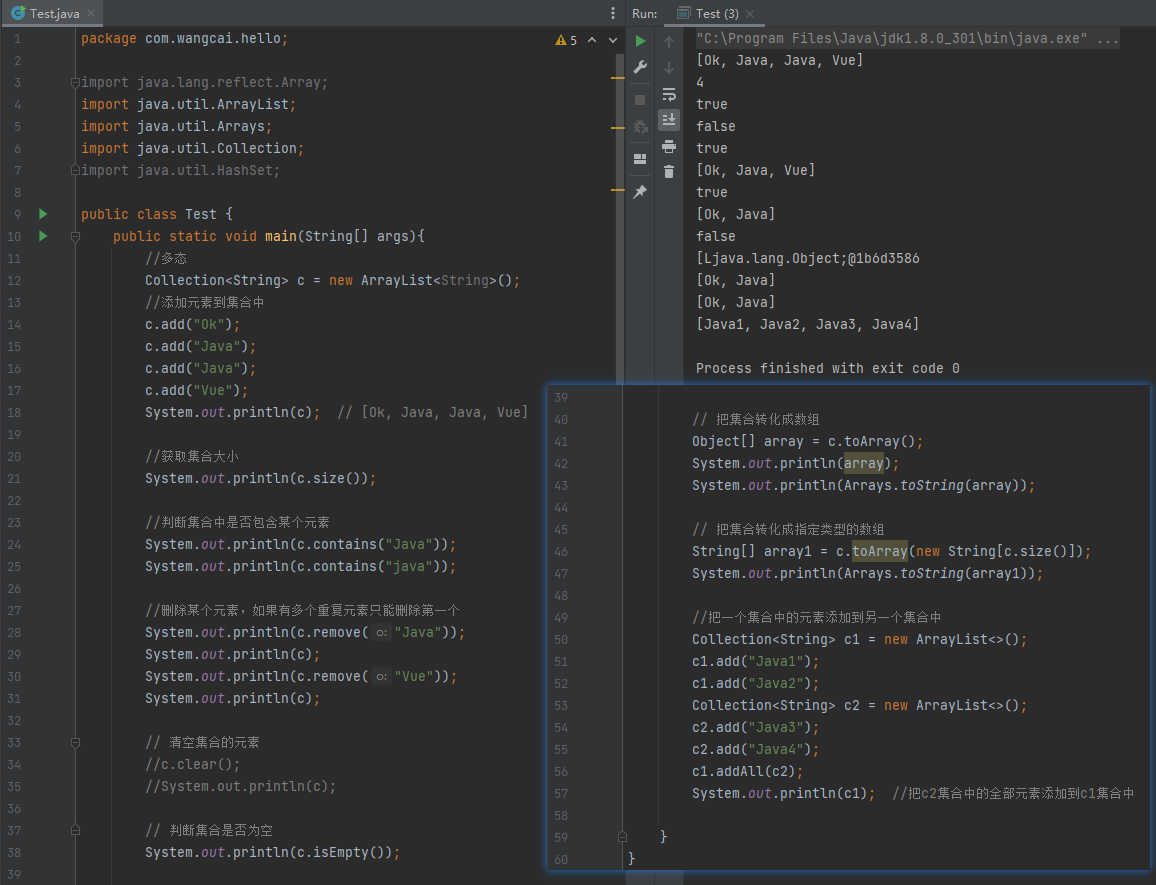 Test.java
1 package com.wangcai.hello;
2
3 import java.lang.reflect.Array;
4 import java.util.ArrayList;
5 import java.util.Arrays;
6 import java.util.Collection;
7 import java.util.HashSet;
8
9 public class Test {
10 public static void main(String[] args){
11 //多态
12 Collection<String> c = new ArrayList<String>();
13 //添加元素到集合中
14 c.add("Ok");
15 c.add("Java");
16 c.add("Java");
17 c.add("Vue");
18 System.out.println(c); // [Ok, Java, Java, Vue]
19
20 //获取集合大小
21 System.out.println(c.size());
22
23 //判断集合中是否包含某个元素
24 System.out.println(c.contains("Java"));
25 System.out.println(c.contains("java"));
26
27 //删除某个元素，如果有多个重复元素只能删除第一个
28 System.out.println(c.remove( o: "Java"));
29 System.out.println(c);
30 System.out.println(c.remove( o: "Vue"));
31 System.out.println(c);
32
33 // 清空集合的元素
34 //c.clear();
35 //System.out.println(c);
36
37 // 判断集合是否为空
38 System.out.println(c.isEmpty());
39
5
Run: Test (3)
"C:\Program Files\Java\jdk1.8.0_301\bin\java.exe" ...
[Ok, Java, Java, Vue]
4
true
false
true
[Ok, Java, Vue]
true
[Ok, Java]
false
[Ljava.lang.Object;@1b6d3586
[Ok, Java]
[Ok, Java]
[Java1, Java2, Java3, Java4]
Process finished with exit code 0
39
40 // 把集合转化成数组
41 Object[] array = c.toArray();
42 System.out.println(array);
43 System.out.println(Arrays.toString(array));
44
45 // 把集合转化成指定类型的数组
46 String[] array1 = c.toArray(new String[c.size()]);
47 System.out.println(Arrays.toString(array1));
48
49 //把一个集合中的元素添加到另一个集合中
50 Collection<String> c1 = new ArrayList<>();
51 c1.add("Java1");
52 c1.add("Java2");
53 Collection<String> c2 = new ArrayList<>();
54 c2.add("Java3");
55 c2.add("Java4");
56 c1.addAll(c2);
57 System.out.println(c1); //把c2集合中的全部元素添加到c1集合中
58
59 }
60 }